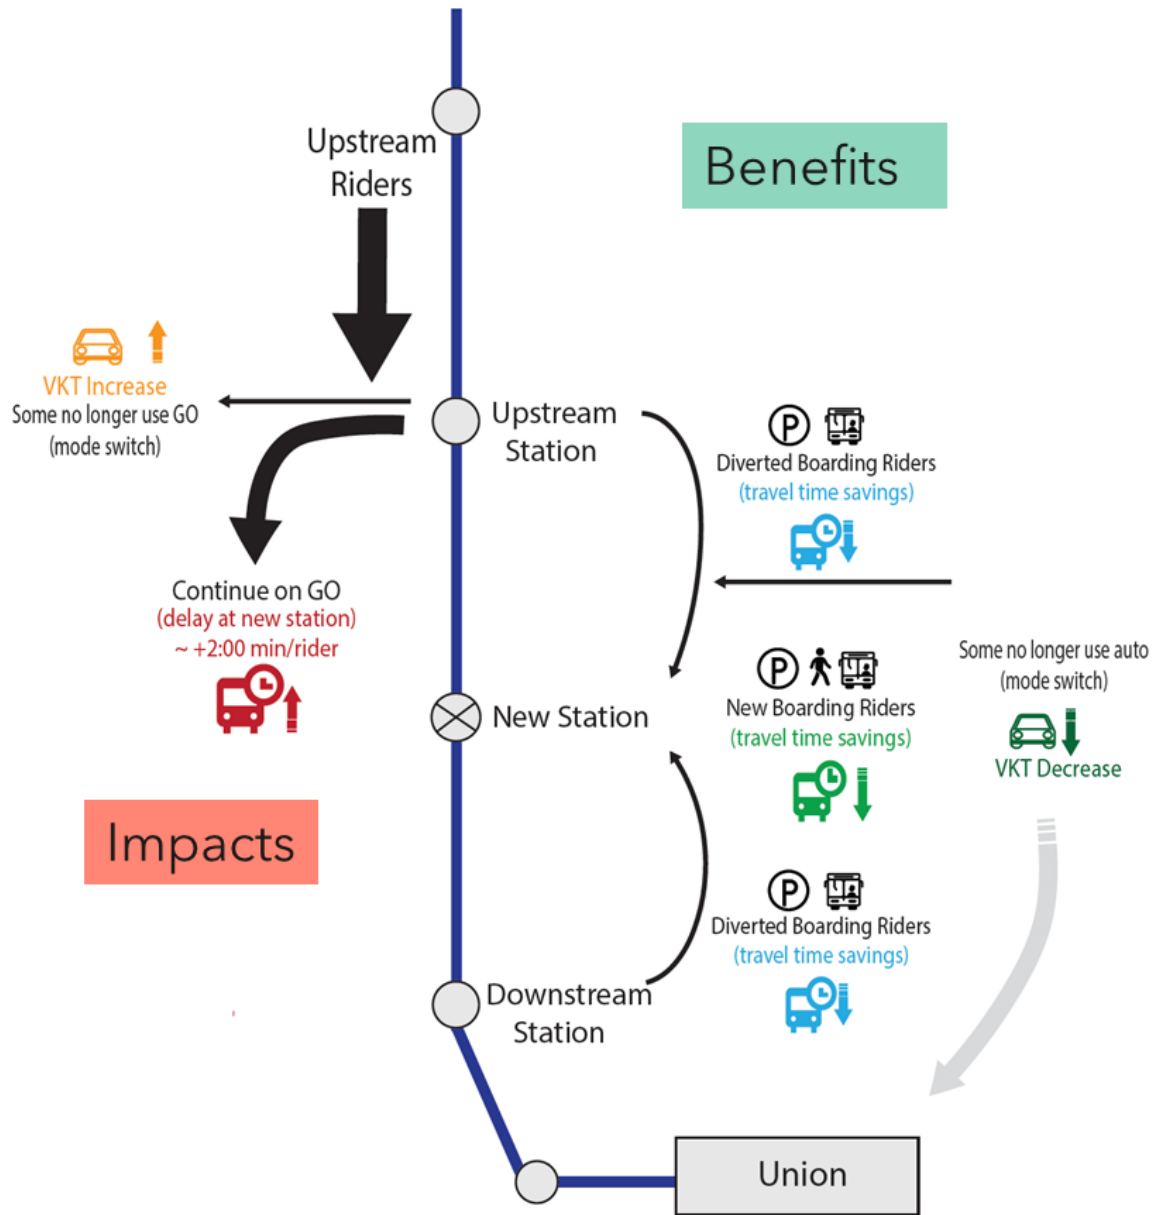 Upstream
Riders
Benefits
VKT Increase
Some no longer use GO
(mode switch)
Upstream
Station
P
Diverted Boarding Riders
(travel time savings)
Continue on GO
(delay at new station)
~ +2:00 min/rider
New Station
P
New Boarding Riders
(travel time savings)
Some no longer use auto
(mode switch)
VKT Decrease
Impacts
P
Diverted Boarding Riders
(travel time savings)
Downstream
Station
Union